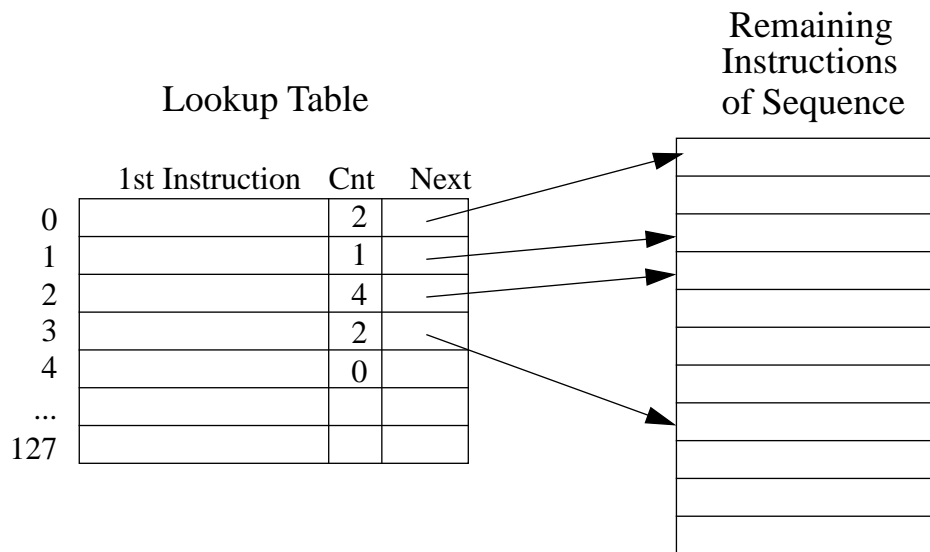 Remaining
Instructions
of Sequence
Lookup Table
1st Instruction Cnt Next
0 2
1 1
2 4
3 2
4 0
...
127